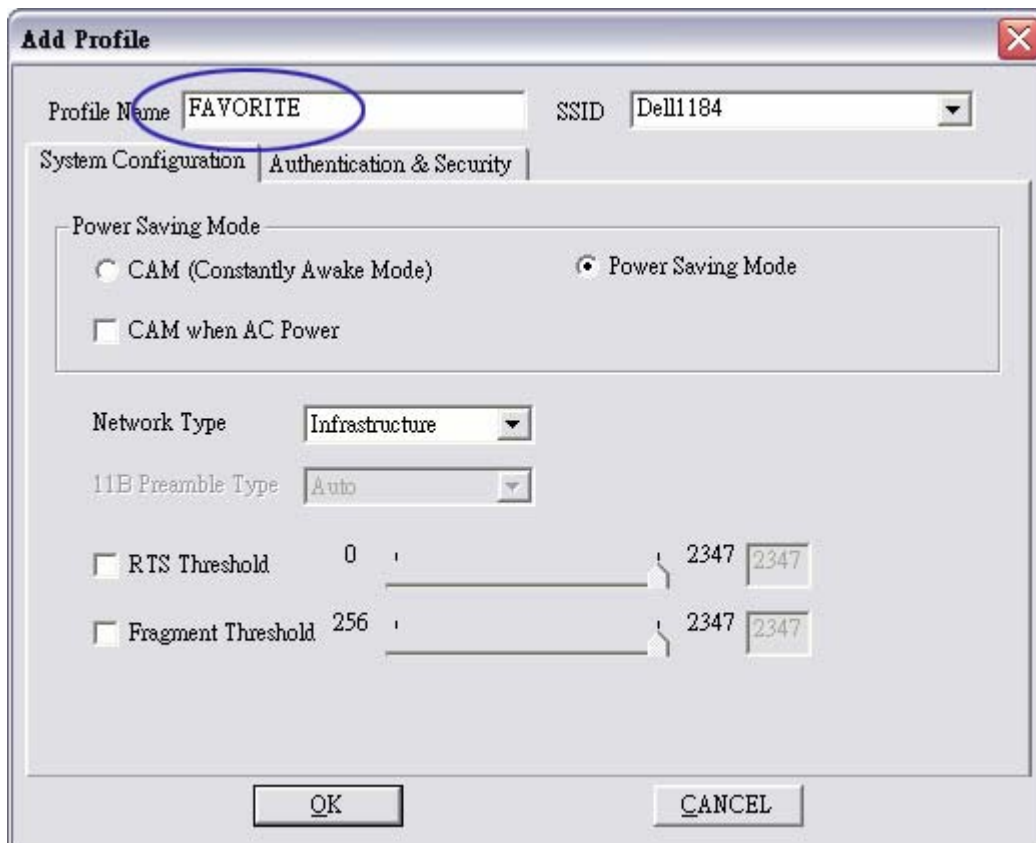 Add Profile
Profile Name FAVORITE SSID Dell1184
System Configuration Authentication & Security
Power Saving Mode
CAM (Constantly Awake Mode) Power Saving Mode
CAM when AC Power
Network Type Infrastructure
11B Preamble Type Auto
RTS Threshold 0 2347 2347
Fragment Threshold 256 2347 2347
OK CANCEL